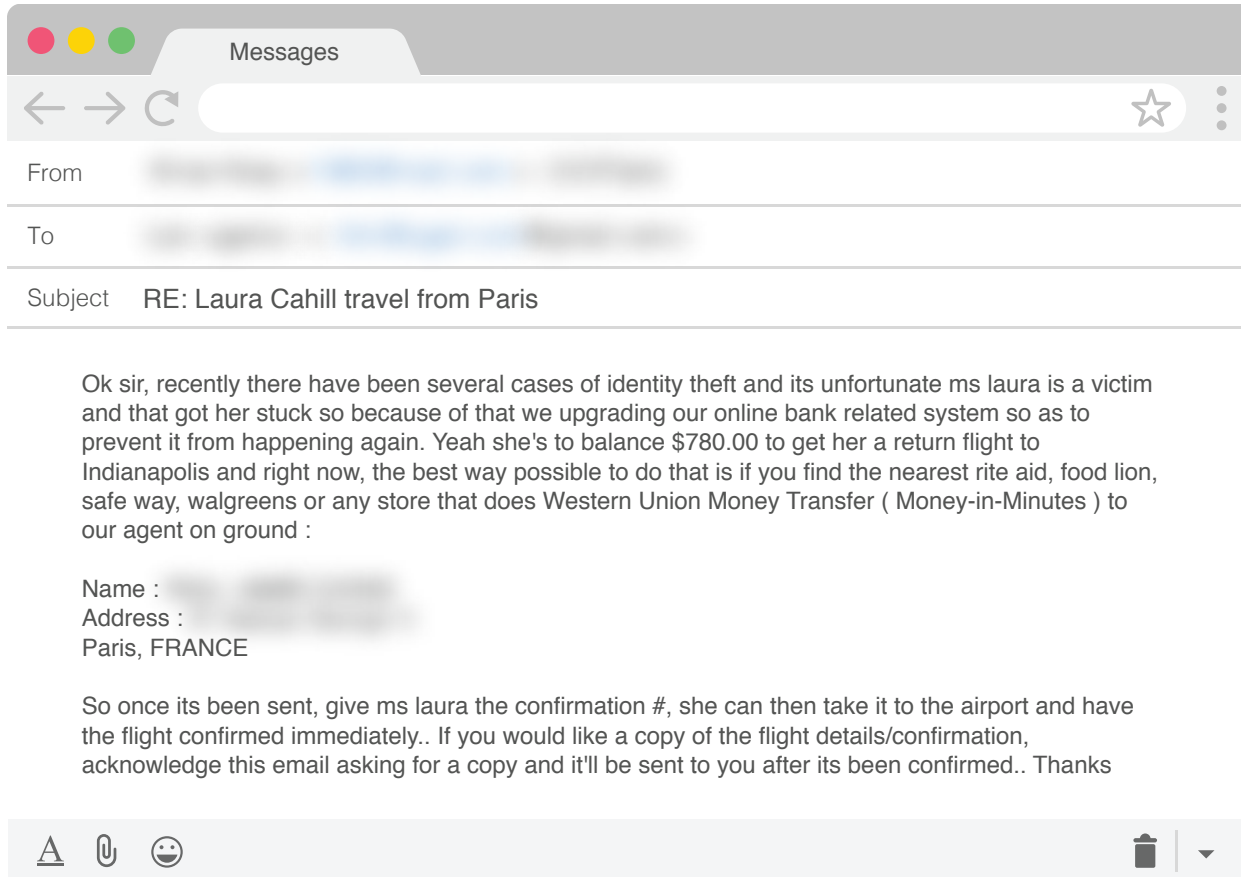 Messages
From
To
Subject RE: Laura Cahill travel from Paris
Ok sir, recently there have been several cases of identity theft and its unfortunate ms laura is a victim
and that got her stuck so because of that we upgrading our online bank related system so as to
prevent it from happening again. Yeah she's to balance $780.00 to get her a return flight to
Indianapolis and right now, the best way possible to do that is if you find the nearest rite aid, food lion,
safe way, walgreens or any store that does Western Union Money Transfer ( Money-in-Minutes ) to
our agent on ground :
Name :
Address :
Paris, FRANCE
So once its been sent, give ms laura the confirmation #, she can then take it to the airport and have
the flight confirmed immediately.. If you would like a copy of the flight details/confirmation,
acknowledge this email asking for a copy and it'll be sent to you after its been confirmed.. Thanks
A